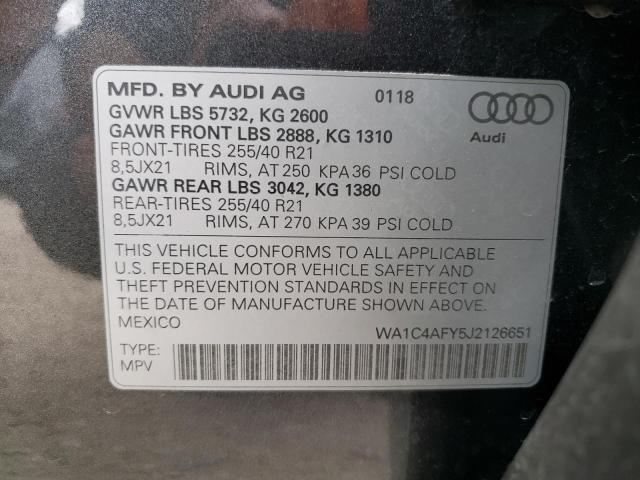 MFD. BY AUDI AG 0118
GVWR LBS 5732, KG 2600
GAWR FRONT LBS 2888, KG 1310
FRONT-TIRES 255/40 R21
8,5JX21 RIMS, AT 250 KPA 36 PSI COLD
GAWR REAR LBS 3042, KG 1380
REAR-TIRES 255/40 R21
8,5JX21 RIMS, AT 270 KPA 39 PSI COLD
Audi
THIS VEHICLE CONFORMS TO ALL APPLICABLE
U.S. FEDERAL MOTOR VEHICLE SAFETY AND
THEFT PREVENTION STANDARDS IN EFFECT ON
THE DATE OF MANUFACTURE SHOWN ABOVE.
MEXICO WA1C4AFY5J2126651
TYPE:
MPV